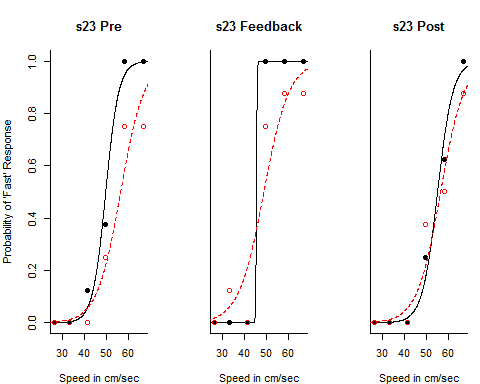 s23 Pre
s23 Feedback
s23 Post
Probability of 'Fast' Response
0.0
0.2
0.4
0.6
0.8
1.0
30 40 50 60
30 40 50 60
30 40 50 60
Speed in cm/sec
Speed in cm/sec
Speed in cm/sec